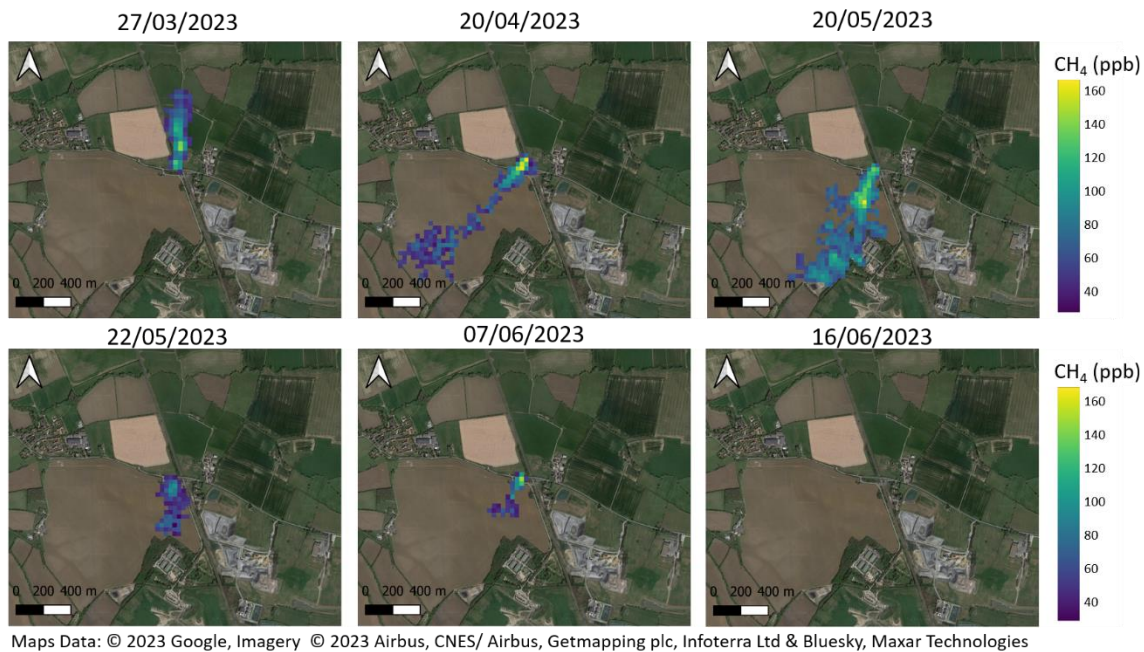 27/03/2023
20/04/2023
20/05/2023
CH₄ (ppb)
160
140
120
100
80
60
40
0 200 400 m
0 200 400 m
0 200 400 m
22/05/2023
07/06/2023
16/06/2023
CH₄ (ppb)
160
140
120
100
80
60
40
0 200 400 m
0 200 400 m
0 200 400 m
Maps Data: © 2023 Google, Imagery © 2023 Airbus, CNES/ Airbus, Getmapping plc, Infoterra Ltd & Bluesky, Maxar Technologies